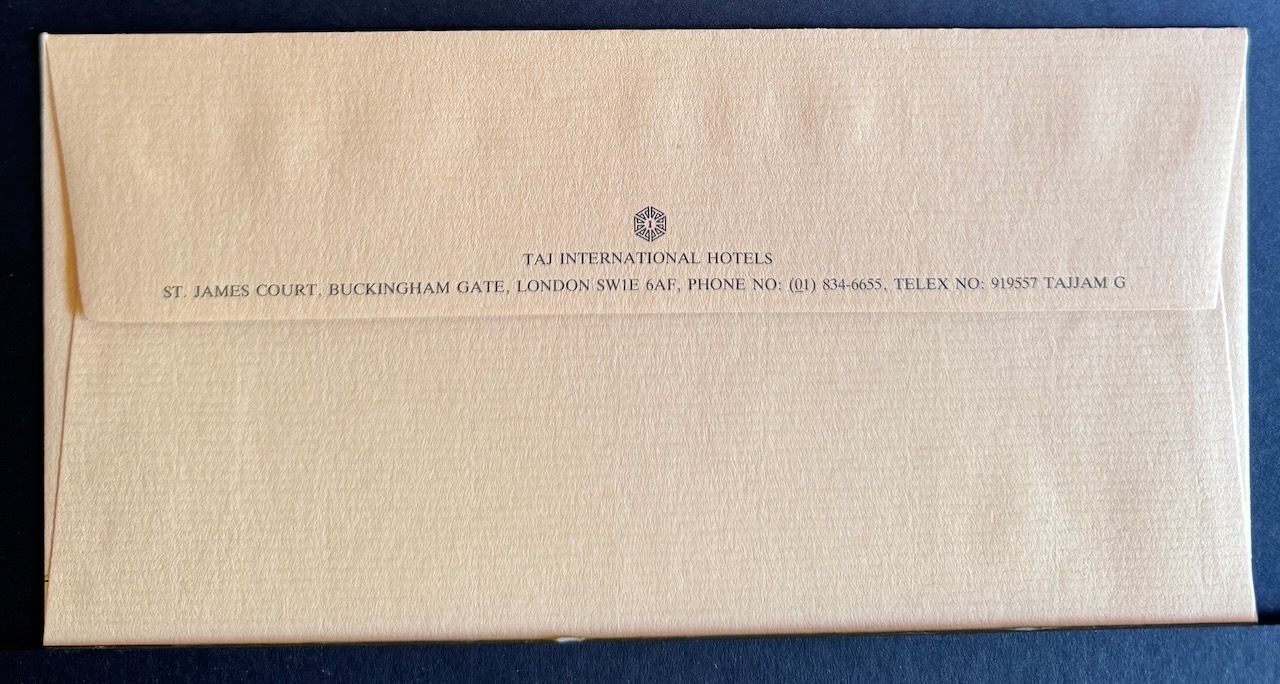 1
TAJ INTERNATIONAL HOTELS
ST. JAMES COURT, BUCKINGHAM GATE, LONDON SW1E 6AF, PHONE NO: (01) 834-6655, TELEX NO: 919557 TAJJAM G